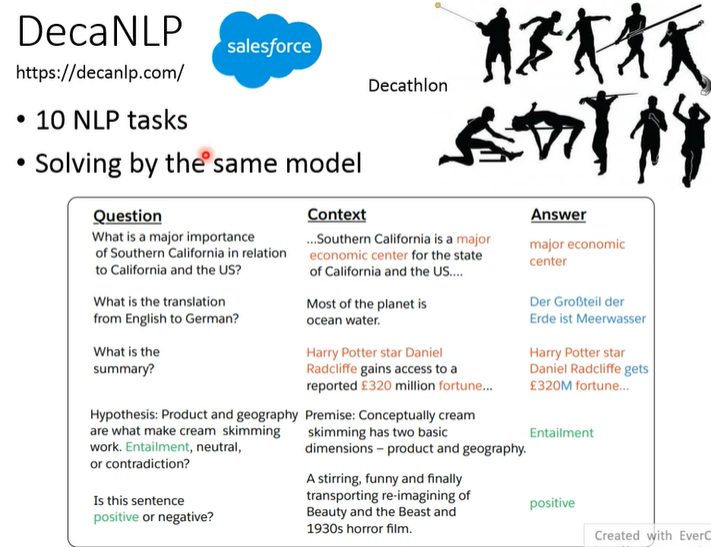 DecaNLP
salesforce
https://decanlp.com/
Decathlon
• 10 NLP tasks
• Solving by the same model
Question
Context
Answer
What is a major importance
of Southern California in relation
to California and the US?
...Southern California is a major
economic center for the state
of California and the US....
major economic
center
What is the translation
from English to German?
Most of the planet is
ocean water.
Der Großteil der
Erde ist Meerwasser
What is the
summary?
Harry Potter star Daniel
Radcliffe gains access to a
reported £320 million fortune...
Harry Potter star
Daniel Radcliffe gets
£320M fortune...
Hypothesis: Product and geography
are what make cream skimming
work. Entailment, neutral,
or contradiction?
Premise: Conceptually cream
skimming has two basic
dimensions – product and geography.
Entailment
Is this sentence
positive or negative?
A stirring, funny and finally
transporting re-imagining of
Beauty and the Beast and
1930s horror film.
positive
Created with EverC